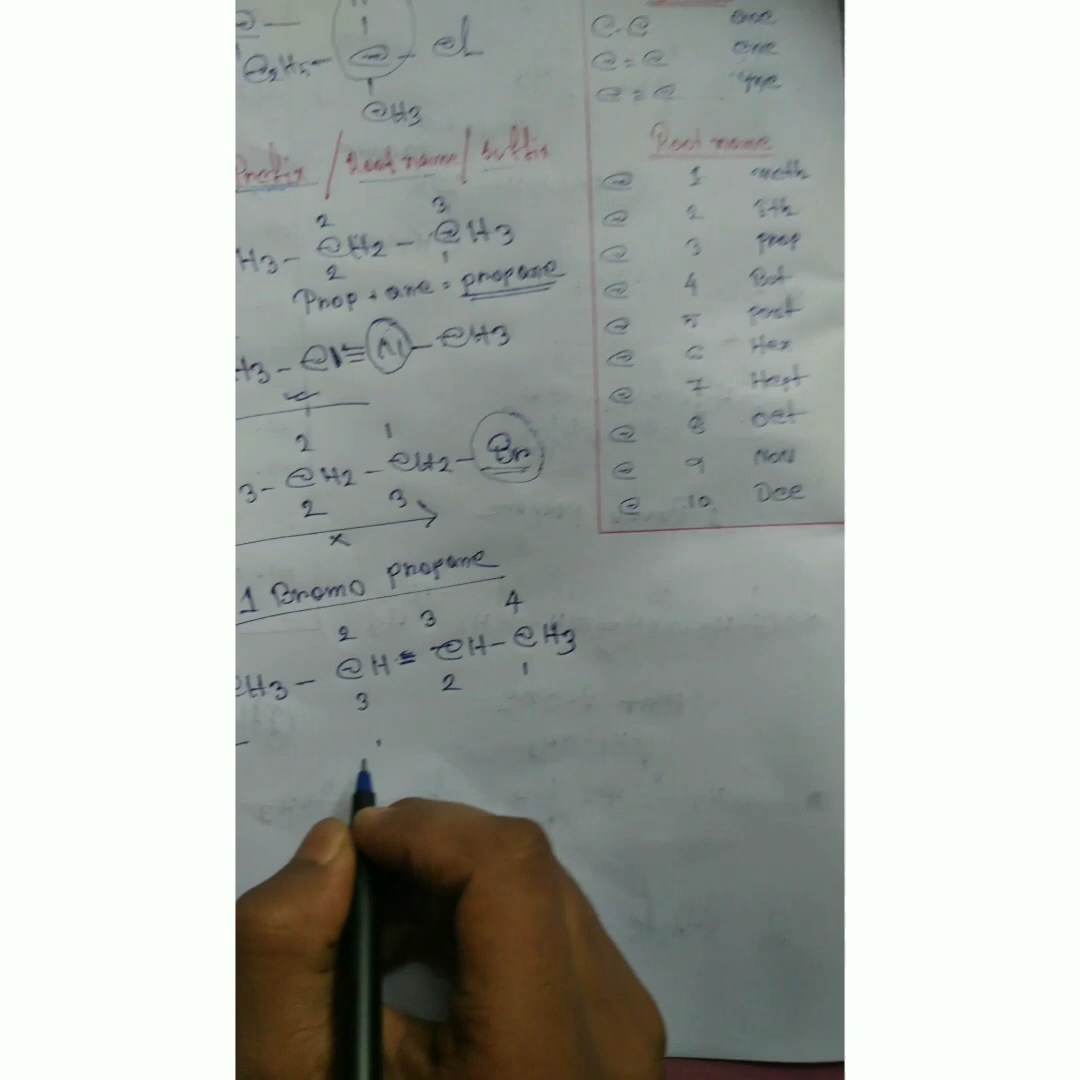 C2H5- C - Cl
CH3
Prefix / Root name / Suffix
2 3
H3- CH2 - CH3
2 1
Prop + ane = propane
H3 - C ≡ N - CH3
2 1
3- CH2 - CH2 - Br
2 3
x
1 Bromo propane
2 3 4
CH3 - CH = CH - CH3
3 2 1
C-C ane
C=C ene
C≡C yne
Root name
C 1 meth
C 2 Eth
C 3 prop
C 4 But
C 5 pent
C 6 Hex
C 7 Hept
C 8 Oct
C 9 Non
C 10 Dec